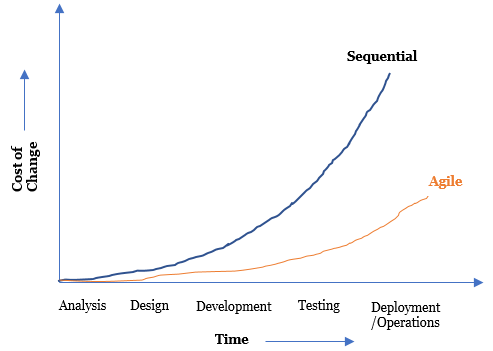 Sequential
Agile
Cost of
Change
Analysis
Design
Development
Testing
Deployment
/Operations
Time